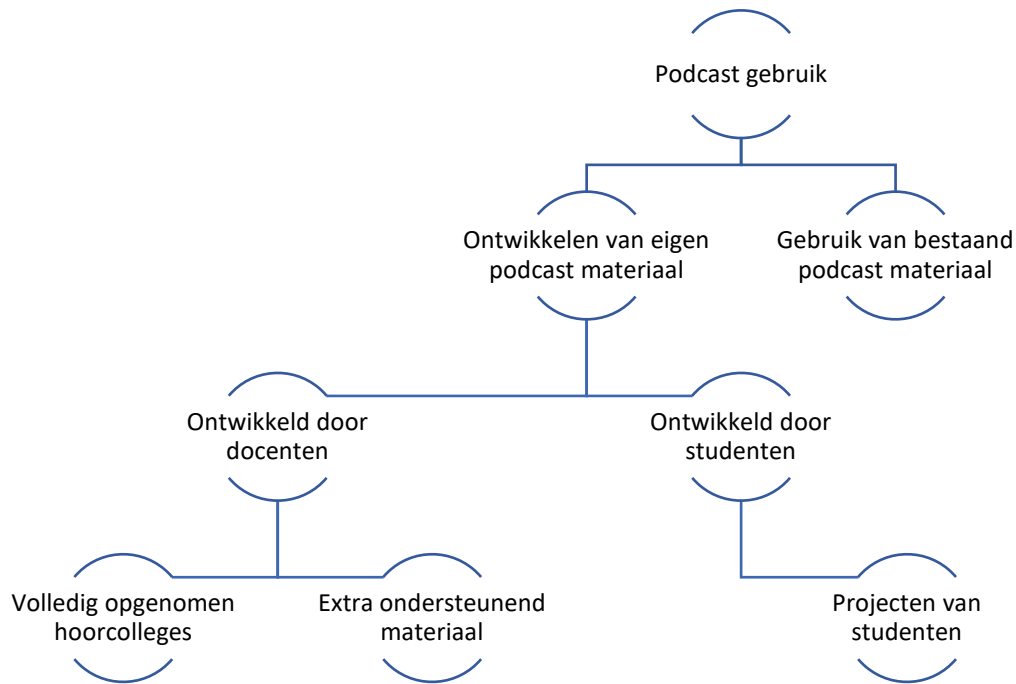 Podcast gebruik
Ontwikkelen van eigen
podcast materiaal
Gebruik van bestaand
podcast materiaal
Ontwikkeld door
docenten
Ontwikkeld door
studenten
Volledig opgenomen
hoorcolleges
Extra ondersteunend
materiaal
Projecten van
studenten